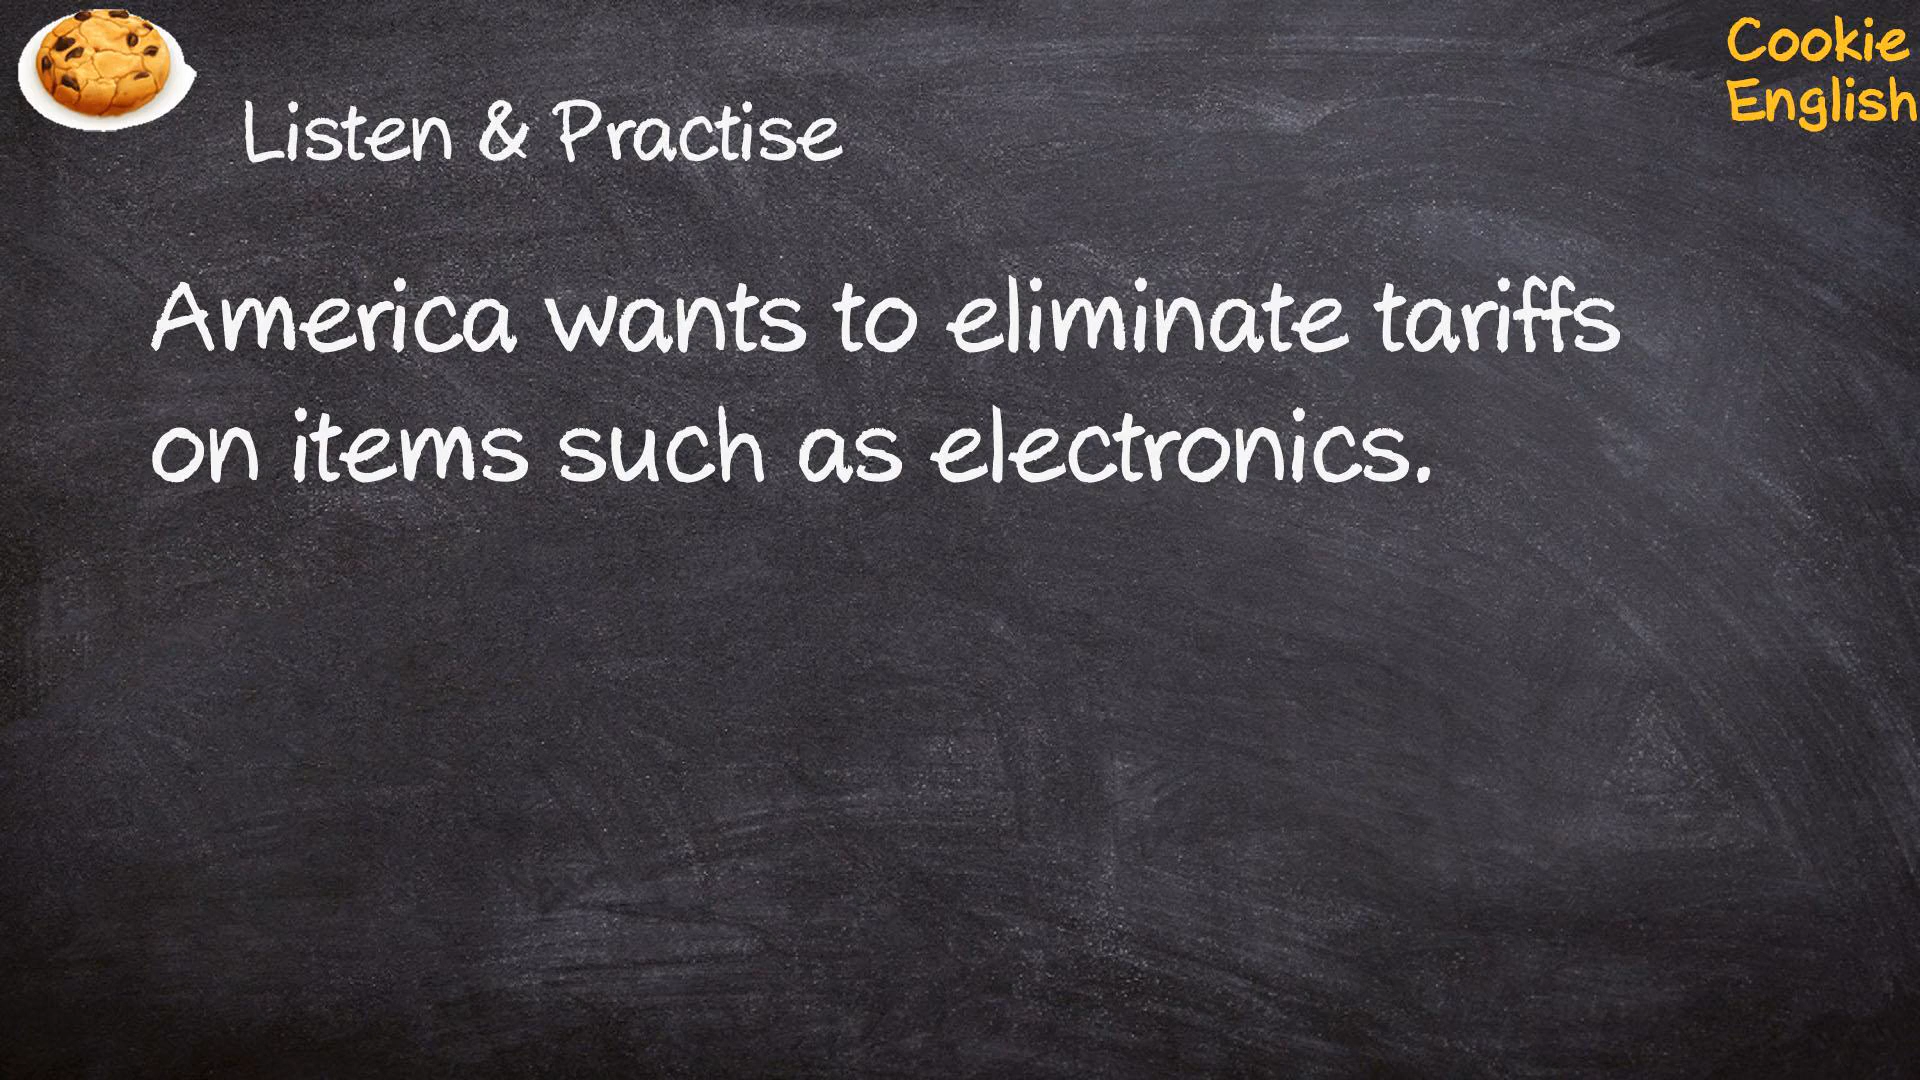 Cookie
English
Listen & Practise
America wants to eliminate tariffs
on items such as electronics.